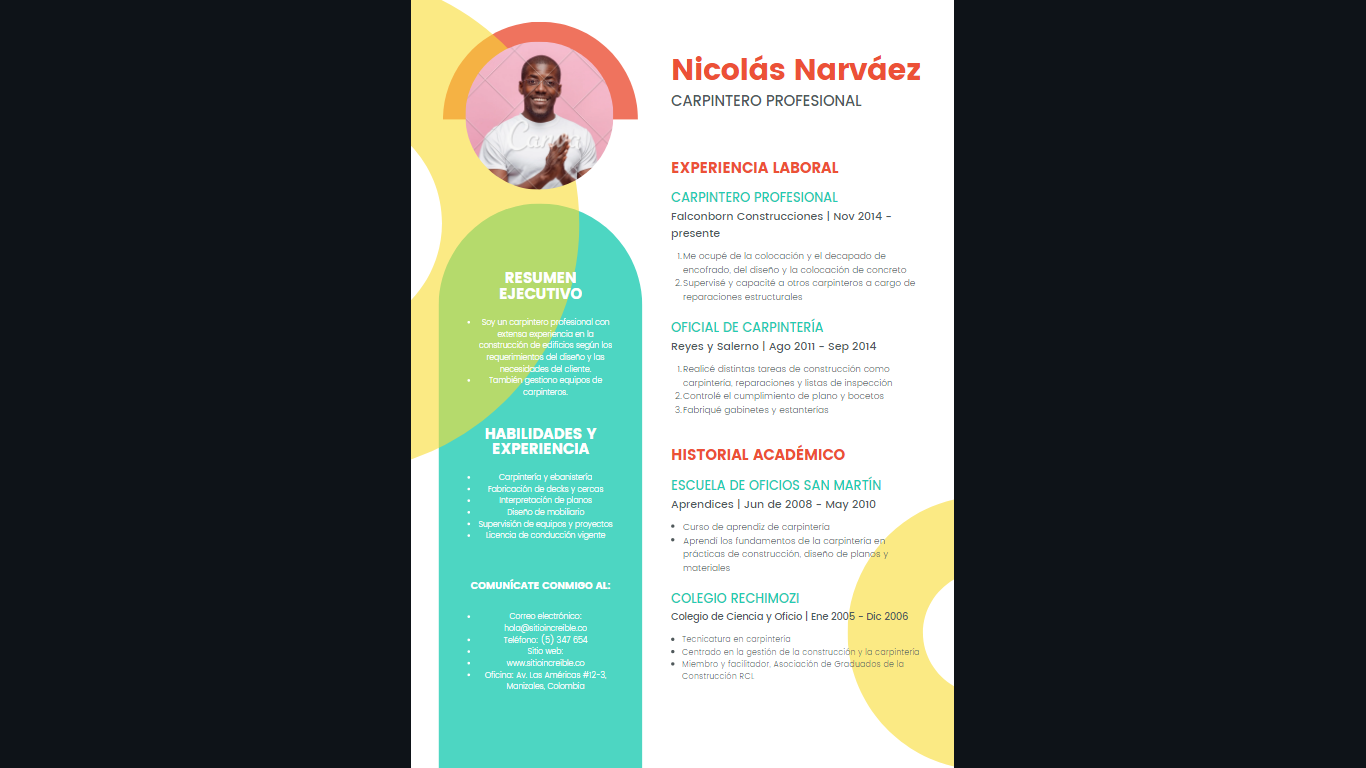 Canva
RESUMEN
EJECUTIVO
• Soy un carpintero profesional con
extensa experiencia en la
construcción de edificios según los
requerimientos del diseño y las
necesidades del cliente.
• También gestiono equipos de
carpinteros.
HABILIDADES Y
EXPERIENCIA
• Carpintería y ebanistería
• Fabricación de decks y cercas
• Interpretación de planos
• Diseño de mobiliario
• Supervisión de equipos y proyectos
• Licencia de conducción vigente
COMUNÍCATE CONMIGO AL:
• Correo electrónico:
hola@sitioincreible.co
• Teléfono: (5) 347 654
• Sitio web:
• www.sitioincreible.co
• Oficina: Av. Las Américas #12-3,
Manizales, Colombia
Nicolás Narváez
CARPINTERO PROFESIONAL
EXPERIENCIA LABORAL
CARPINTERO PROFESIONAL
Falconborn Construcciones | Nov 2014 -
presente
1. Me ocupé de la colocación y el decapado de
encofrado, del diseño y la colocación de concreto
2. Supervisé y capacité a otros carpinteros a cargo de
reparaciones estructurales
OFICIAL DE CARPINTERÍA
Reyes y Salerno | Ago 2011 - Sep 2014
1. Realicé distintas tareas de construcción como
carpintería, reparaciones y listas de inspección
2. Controlé el cumplimiento de plano y bocetos
3. Fabriqué gabinetes y estanterías
HISTORIAL ACADÉMICO
ESCUELA DE OFICIOS SAN MARTÍN
Aprendices | Jun de 2008 - May 2010
• Curso de aprendiz de carpintería
• Aprendí los fundamentos de la carpintería en
prácticas de construcción, diseño de planos y
materiales
COLEGIO RECHIMOZI
Colegio de Ciencia y Oficio | Ene 2005 - Dic 2006
• Tecnicatura en carpintería
• Centrado en la gestión de la construcción y la carpintería
• Miembro y facilitador, Asociación de Graduados de la
Construcción RCI.